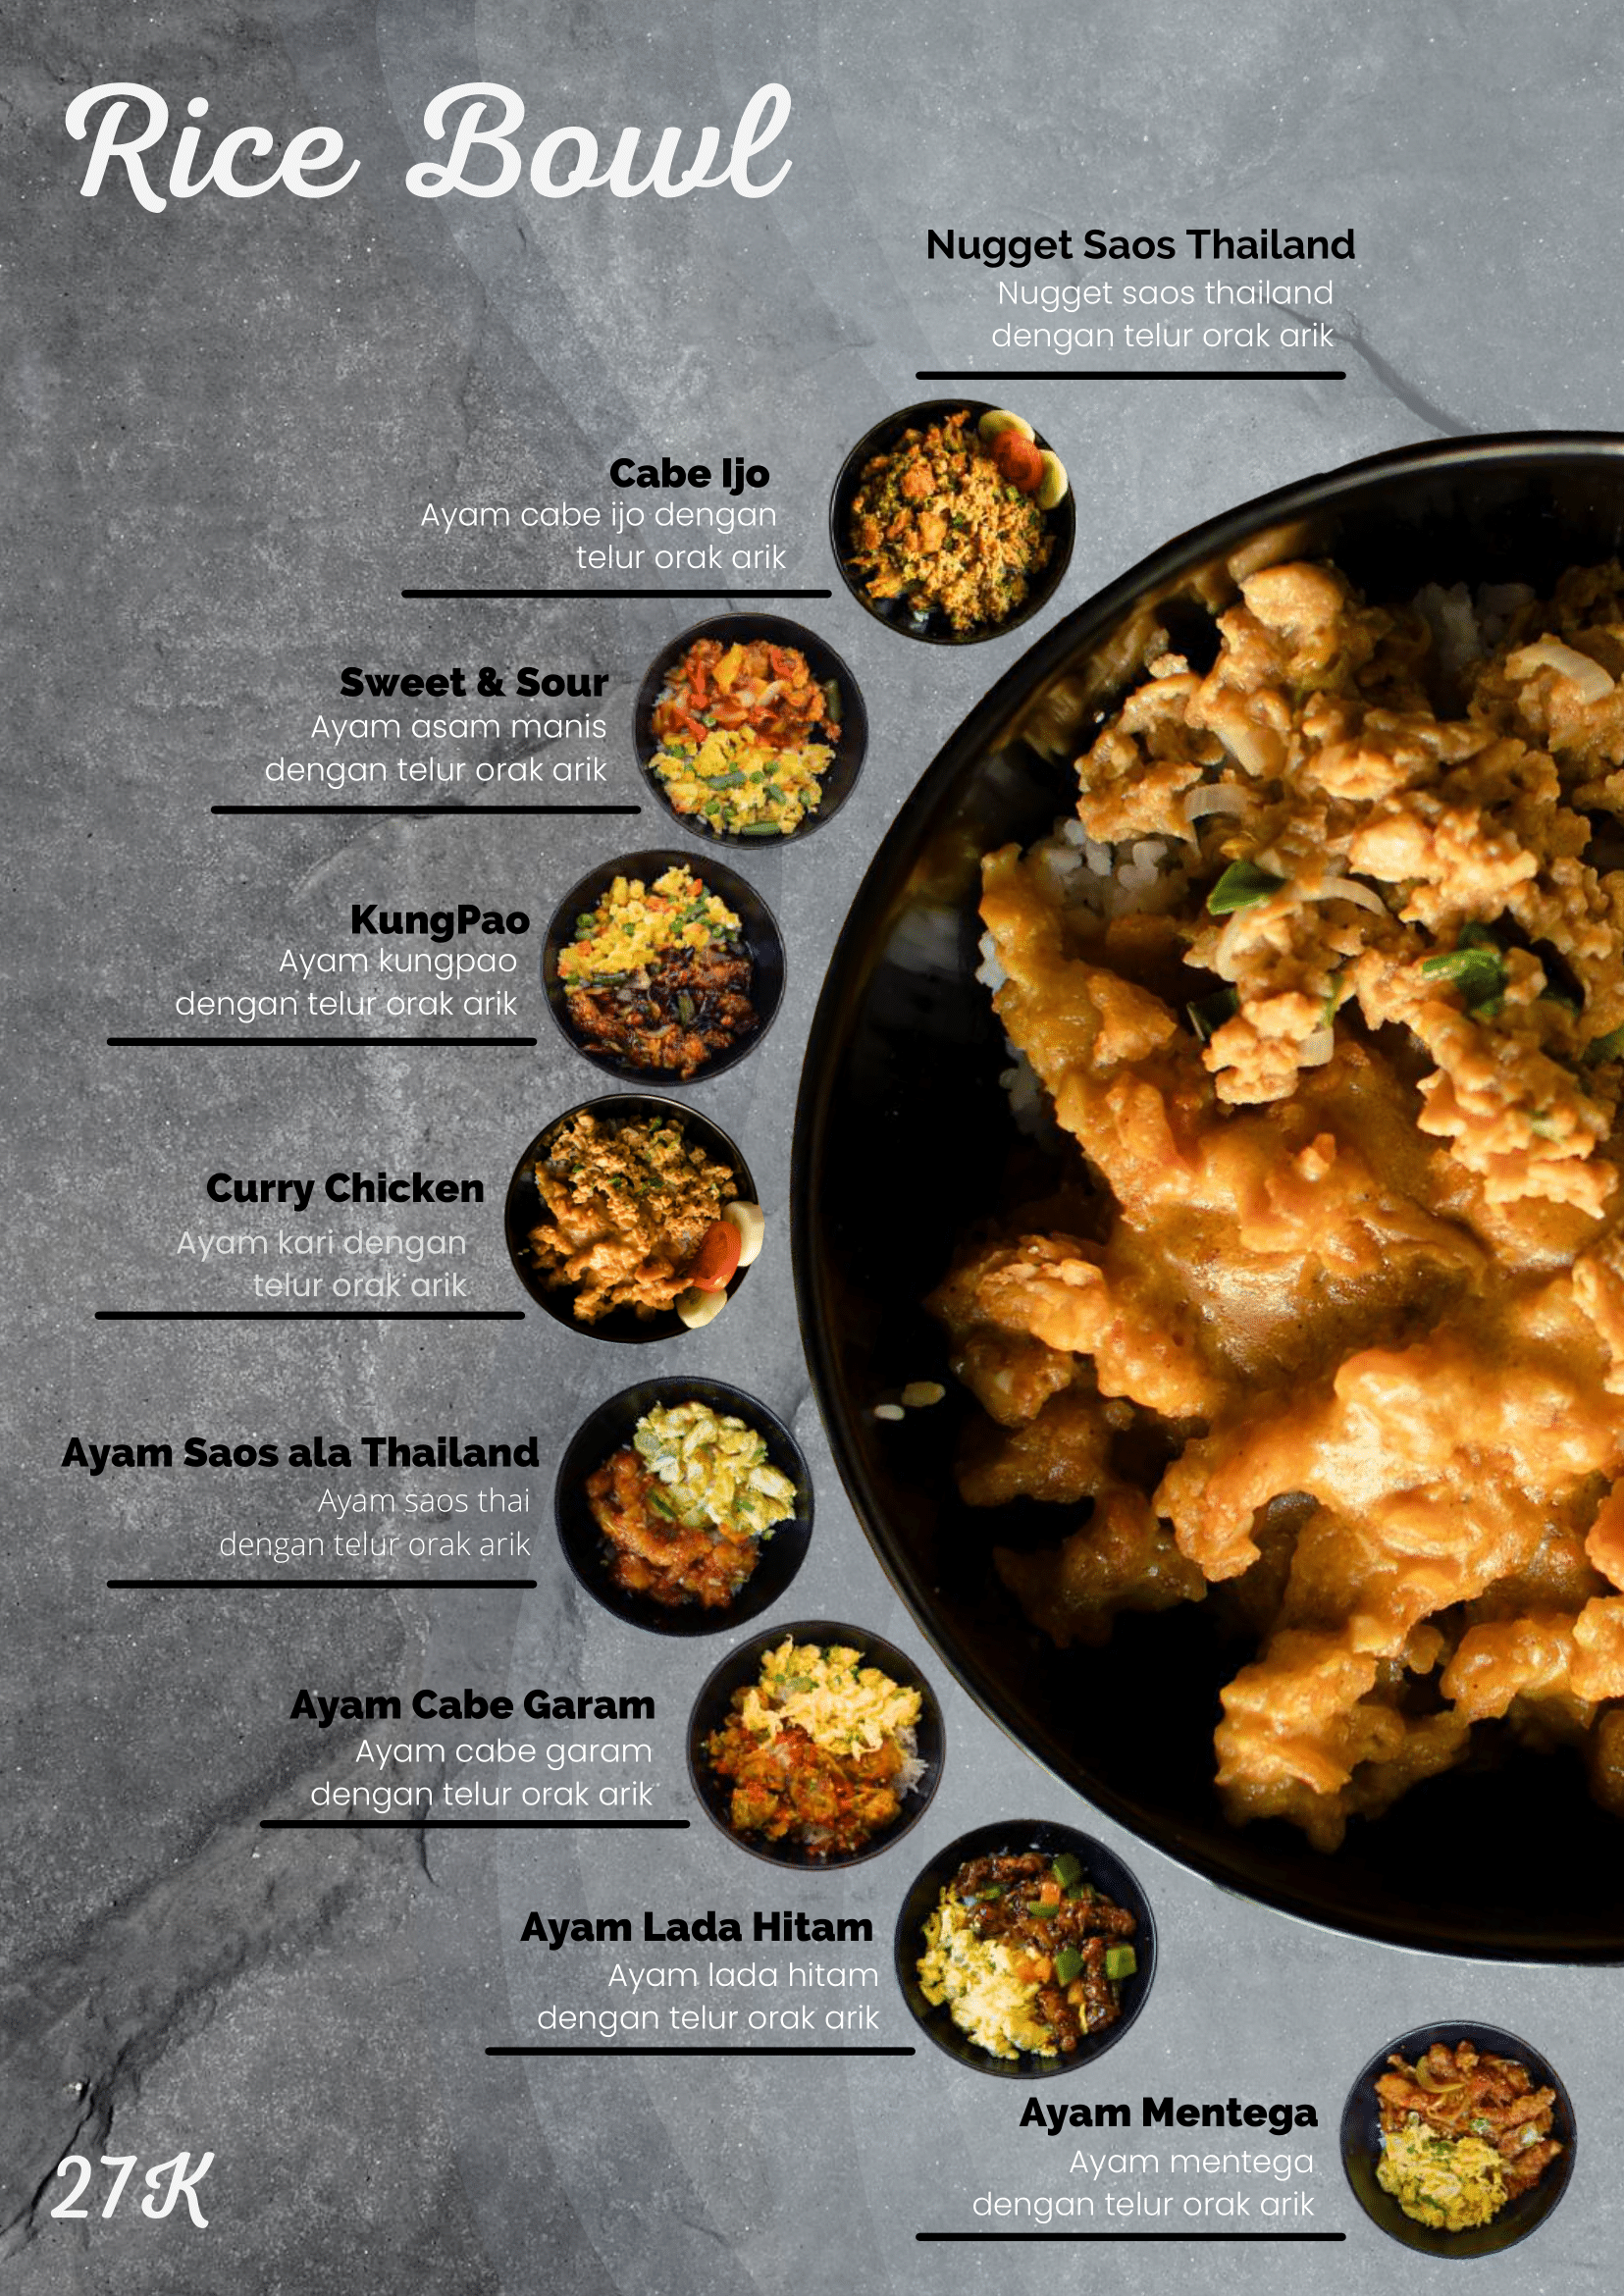 Rice Bowl
Nugget Saos Thailand
Nugget saos thailand
dengan telur orak arik
Cabe Ijo
Ayam cabe ijo dengan
telur orak arik
Sweet & Sour
Ayam asam manis
dengan telur orak arik
KungPao
Ayam kungpao
dengan telur orak arik
Curry Chicken
Ayam kari dengan
telur orak arik
Ayam Saos ala Thailand
Ayam saos thai
dengan telur orak arik
Ayam Cabe Garam
Ayam cabe garam
dengan telur orak arik
Ayam Lada Hitam
Ayam lada hitam
dengan telur orak arik
Ayam Mentega
Ayam mentega
dengan telur orak arik
27K